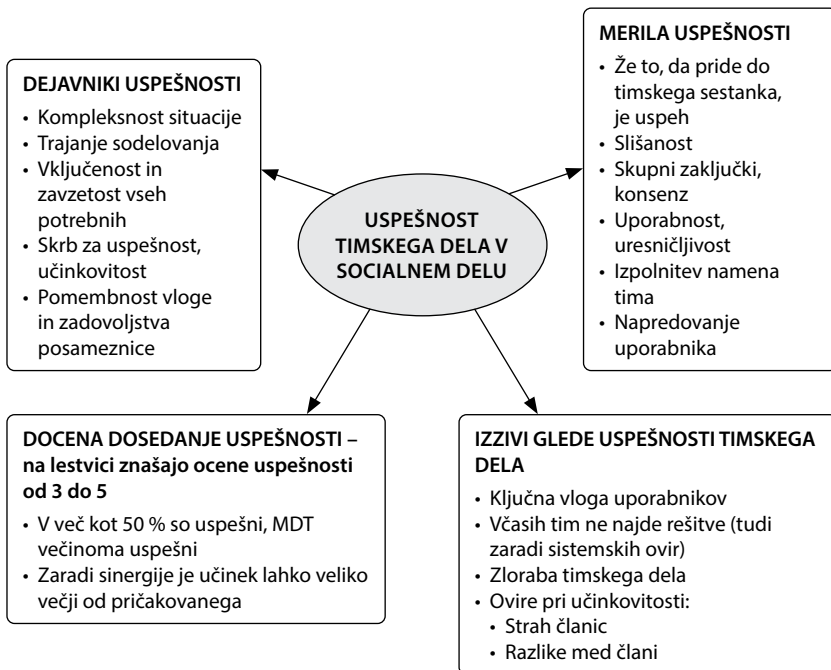 DEJAVNIKI USPEŠNOSTI
• Kompleksnost situacije
• Trajanje sodelovanja
• Vključenost in
zavzetost vseh
potrebnih
• Skrb za uspešnost,
učinkovitost
• Pomembnost vloge
in zadovoljstva
posameznice
MERILA USPEŠNOSTI
• Že to, da pride do
timskega sestanka,
je uspeh
• Slišanost
• Skupni zaključki,
konsenz
• Uporabnost,
uresničljivost
• Izpolnitev namena
tima
• Napredovanje
uporabnika
USPEŠNOST
TIMSKEGA DELA V
SOCIALNEM DELU
DOCENA DOSEDANJE USPEŠNOSTI –
na lestvici znašajo ocene uspešnosti
od 3 do 5
• V več kot 50 % so uspešni, MDT
večinoma uspešni
• Zaradi sinergije je učinek lahko veliko
večji od pričakovanega
IZZIVI GLEDE USPEŠNOSTI TIMSKEGA
DELA
• Ključna vloga uporabnikov
• Včasih tim ne najde rešitve (tudi
zaradi sistemskih ovir)
• Zloraba timskega dela
• Ovire pri učinkovitosti:
• Strah članic
• Razlike med člani